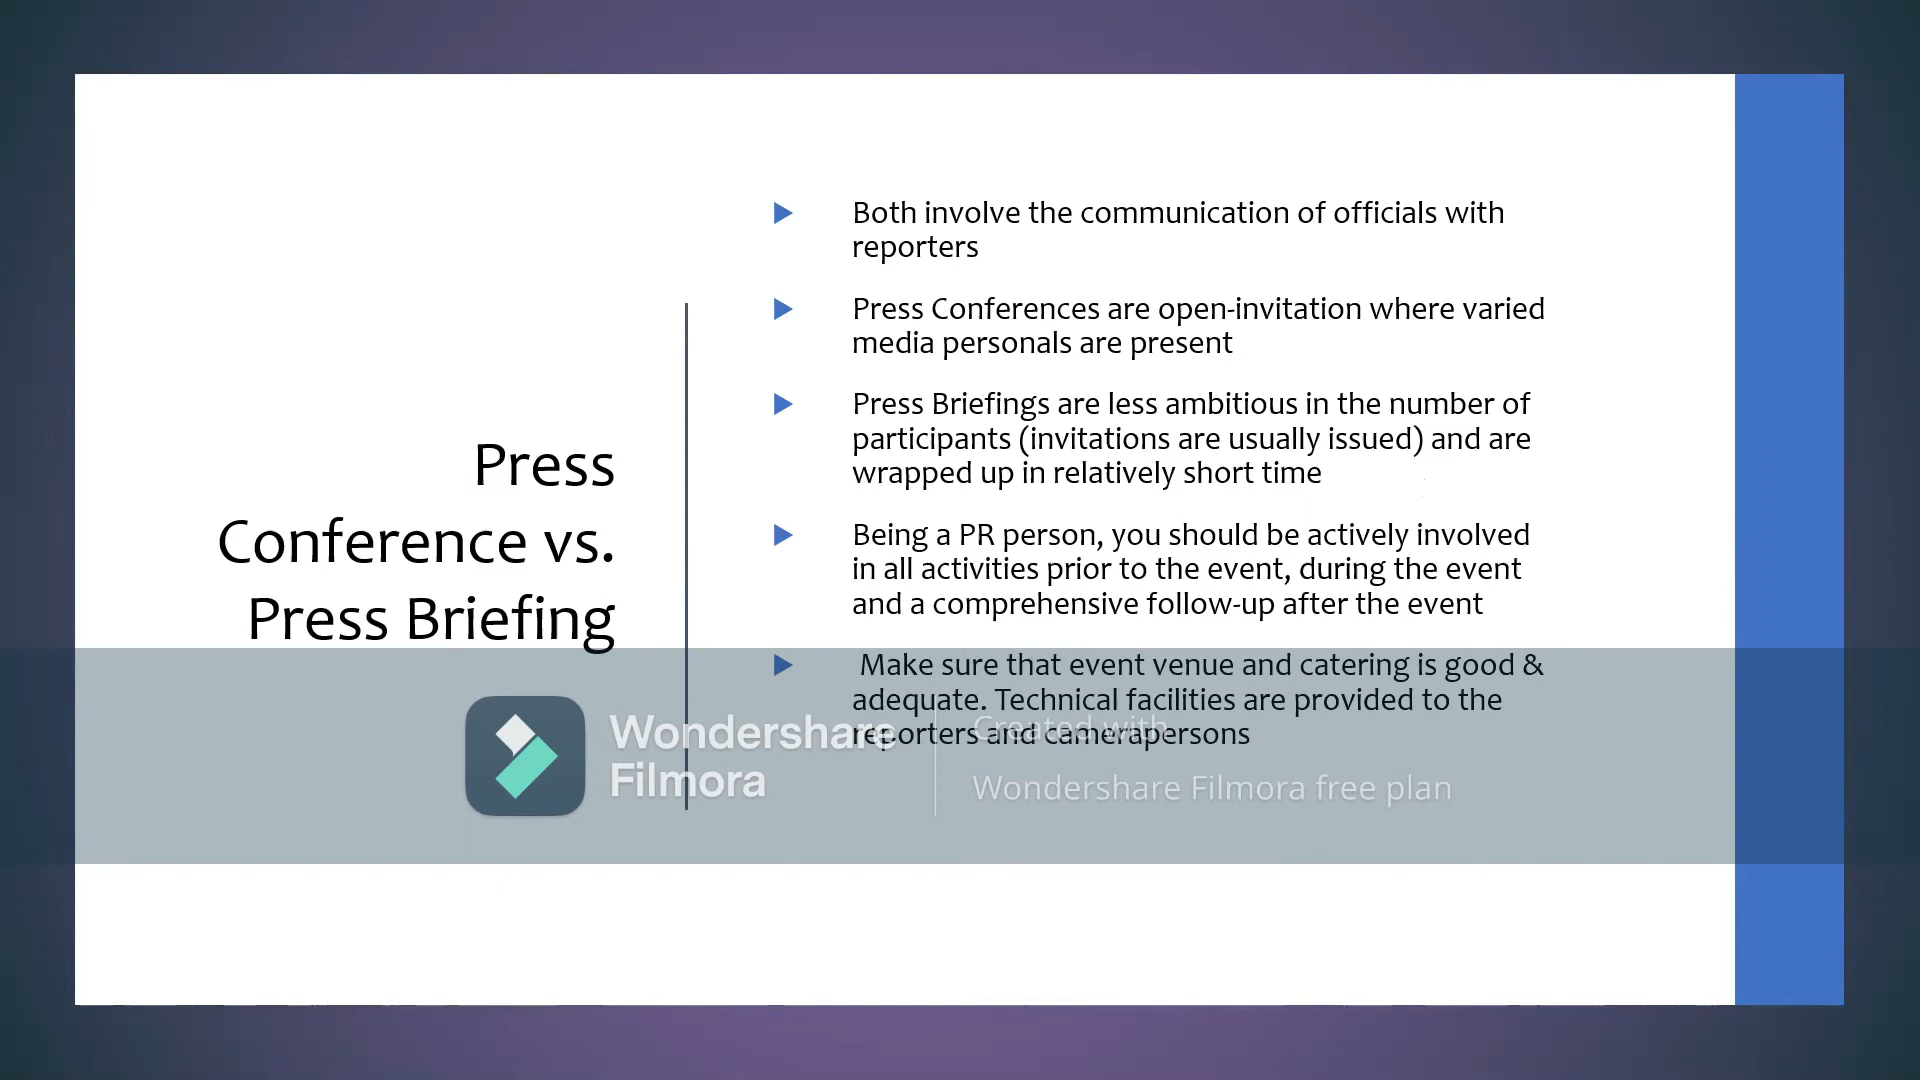 Press
Conference vs.
Press Briefing
Both involve the communication of officials with
reporters
Press Conferences are open-invitation where varied
media personals are present
Press Briefings are less ambitious in the number of
participants (invitations are usually issued) and are
wrapped up in relatively short time
Being a PR person, you should be actively involved
in all activities prior to the event, during the event
and a comprehensive follow-up after the event
Make sure that event venue and catering is good &
adequate. Technical facilities are provided to the
reporters and camerapersons
Wondershare
Filmora
Created with
Wondershare Filmora free plan